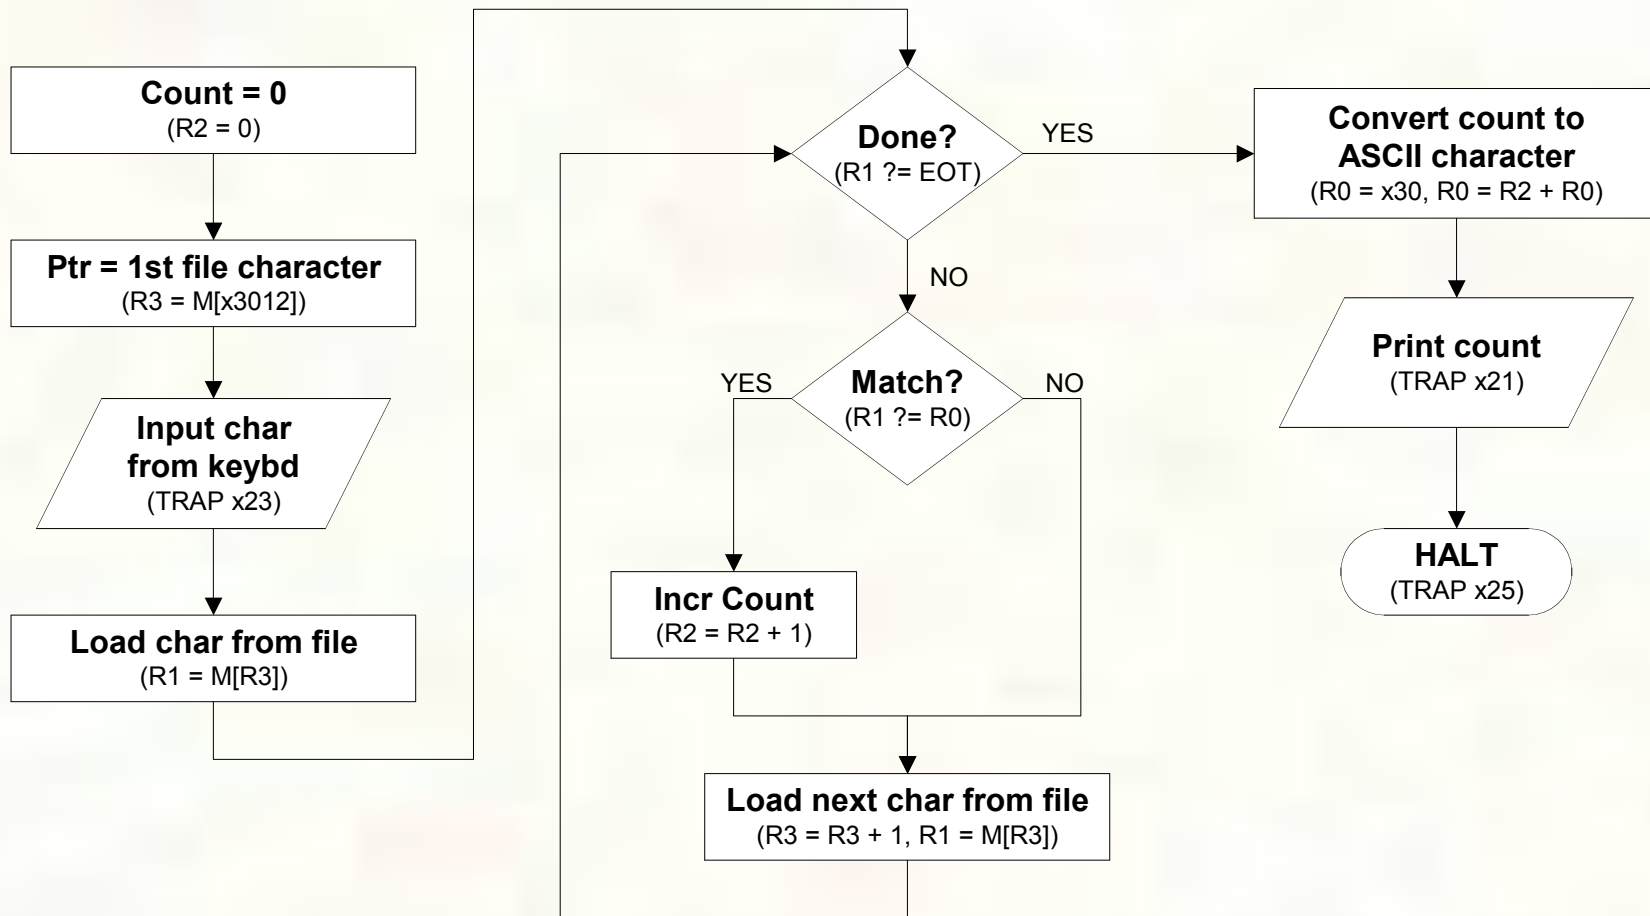 Count = 0
(R2 = 0)
Ptr = 1st file character
(R3 = M[x3012])
Input char
from keybd
(TRAP x23)
Load char from file
(R1 = M[R3])
Done?
(R1 ?= EOT)
YES
NO
Match?
(R1 ?= R0)
YES
NO
Incr Count
(R2 = R2 + 1)
Load next char from file
(R3 = R3 + 1, R1 = M[R3])
Convert count to
ASCII character
(R0 = x30, R0 = R2 + R0)
Print count
(TRAP x21)
HALT
(TRAP x25)